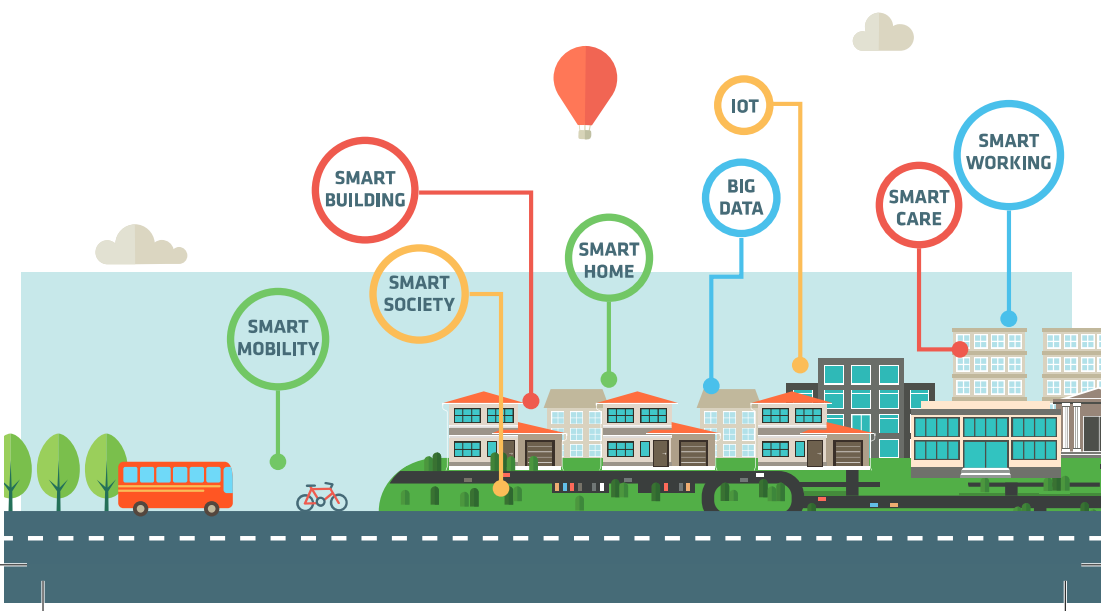 SMART
MOBILITY
SMART
BUILDING
SMART
SOCIETY
SMART
HOME
BIG
DATA
IOT
SMART
CARE
SMART
WORKING